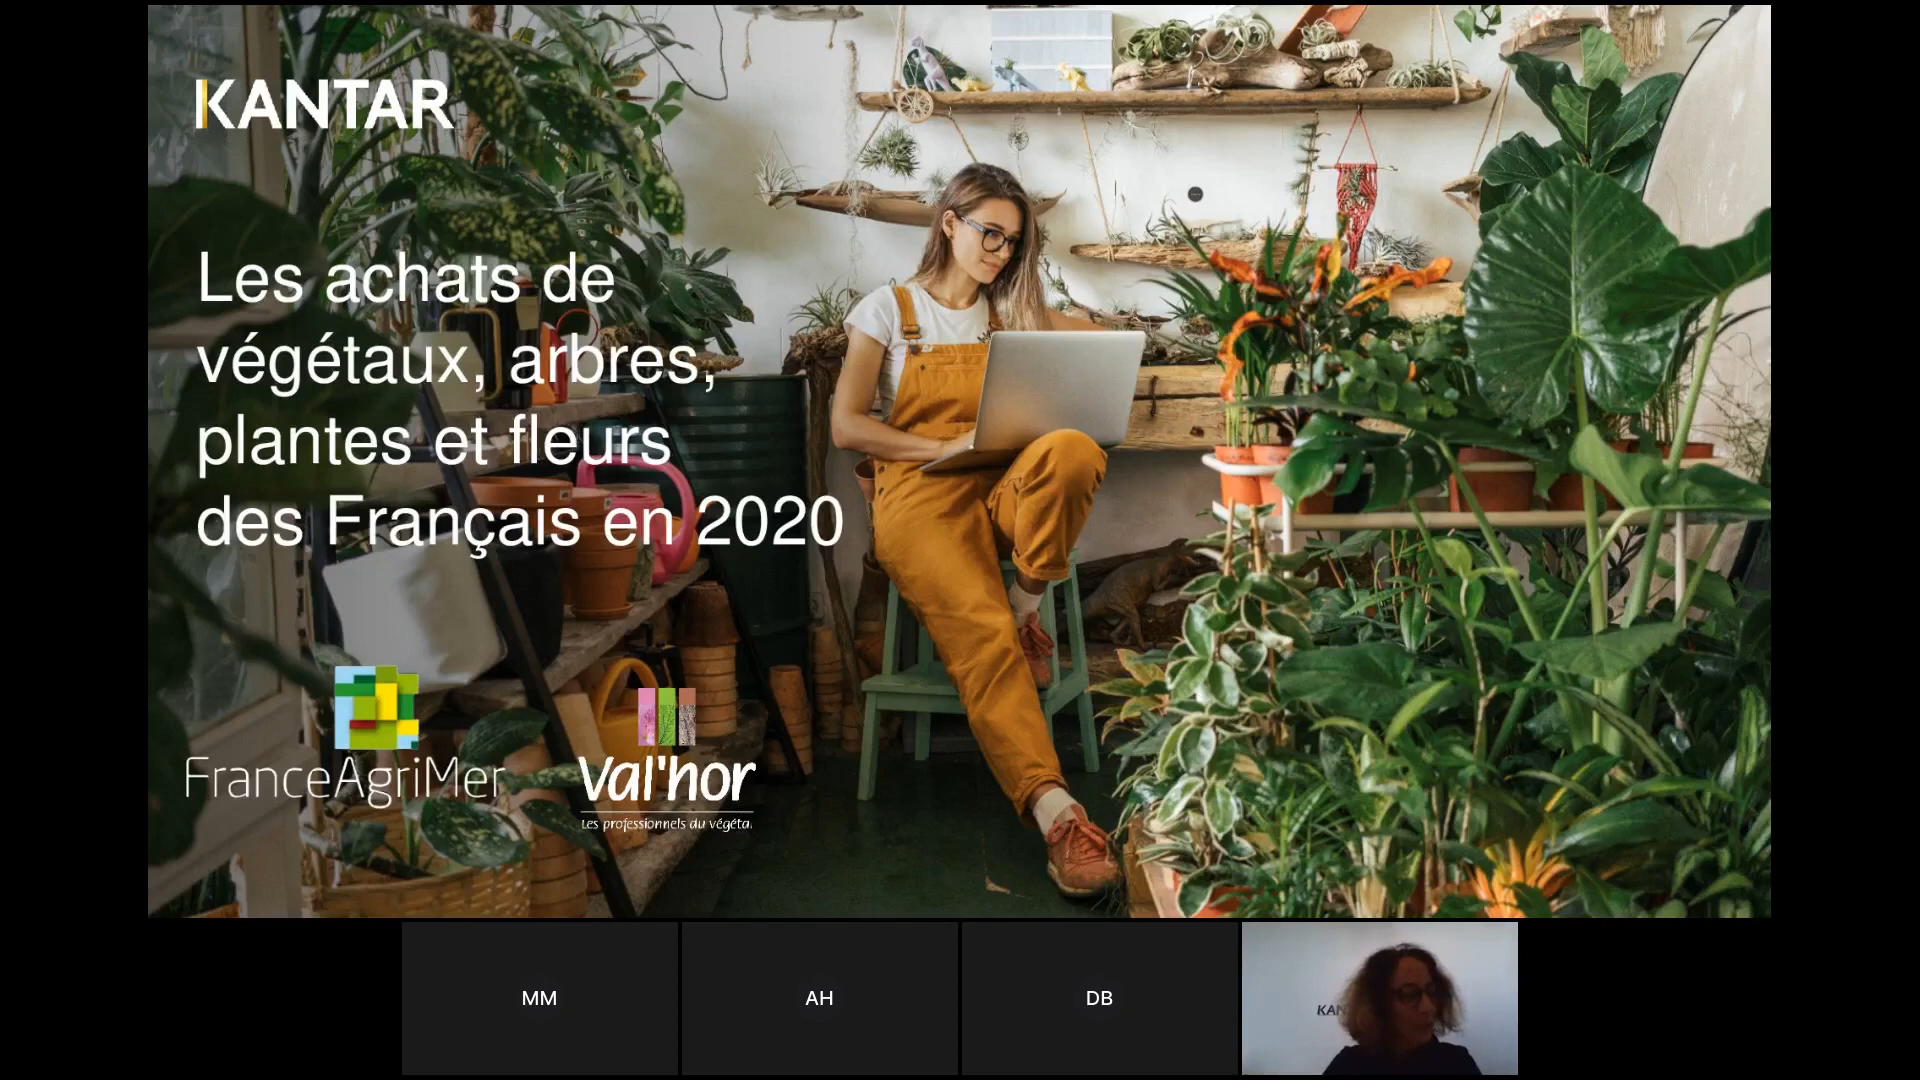 KANTAR
Les achats de
végétaux, arbres,
plantes et fleurs
des Français en 2020
FranceAgriMer
Val'hor
Les professionnels du végétal
MM
AH
DB
KAN